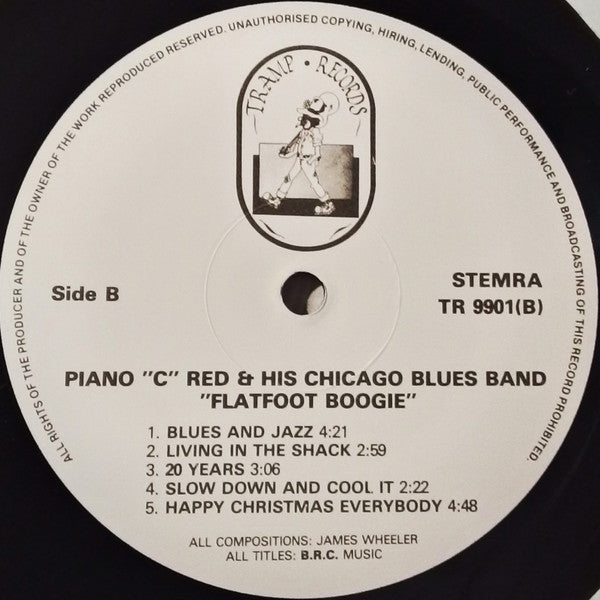 ALL RIGHTS OF THE PRODUCER AND OF THE OWNER OF THE WORK REPRODUCED RESERVED. UNAUTHORISED COPYING, HIRING, LENDING, PUBLIC PERFORMANCE AND BROADCASTING OF THIS RECORD PROHIBITED.
TRAMP • RECORDS
Side B
STEMRA
TR 9901(B)
PIANO "C" RED & HIS CHICAGO BLUES BAND
"FLATFOOT BOOGIE"
1. BLUES AND JAZZ 4:21
2. LIVING IN THE SHACK 2:59
3. 20 YEARS 3:06
4. SLOW DOWN AND COOL IT 2:22
5. HAPPY CHRISTMAS EVERYBODY 4:48
ALL COMPOSITIONS: JAMES WHEELER
ALL TITLES: B.R.C. MUSIC